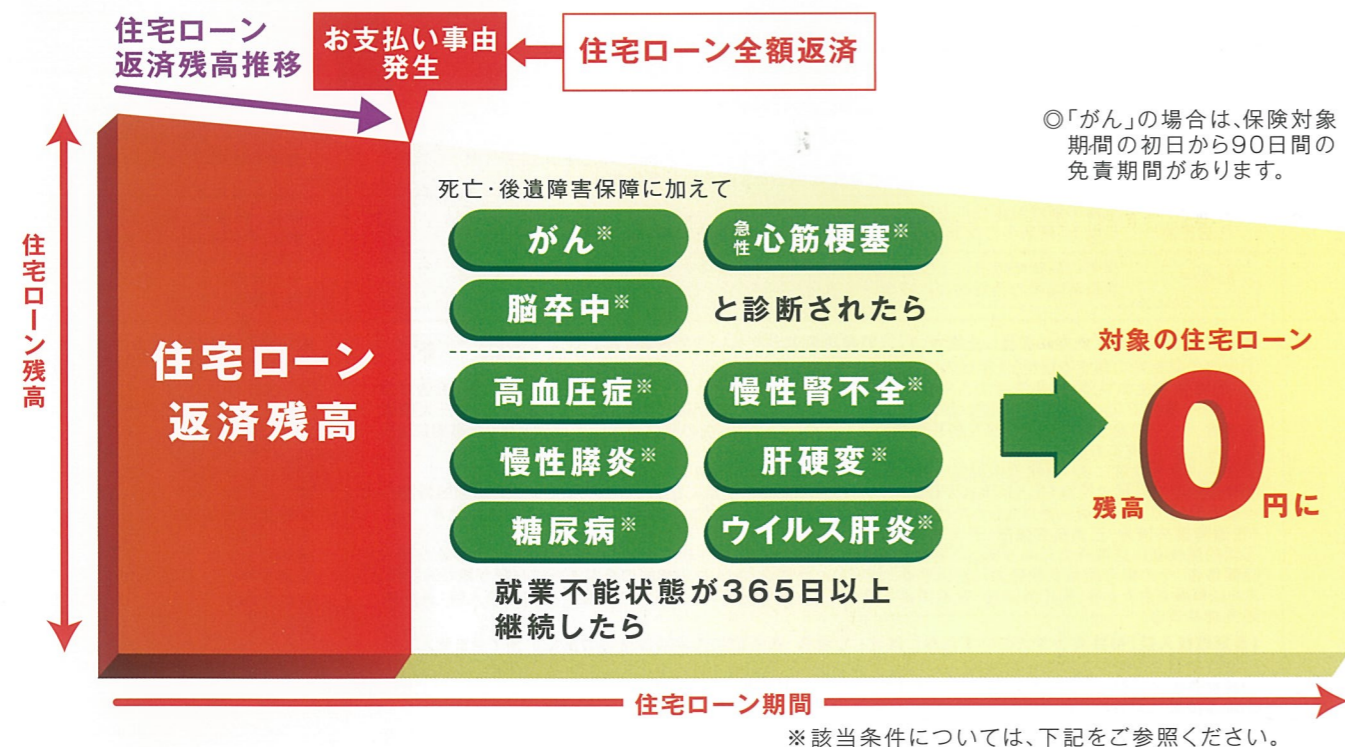 住宅ローン
返済残高推移
お支払い事由
発生
住宅ローン全額返済
◎「がん」の場合は、保険対象
期間の初日から90日間の
免責期間があります。
住宅ローン残高
住宅ローン
返済残高
死亡・後遺障害保障に加えて
がん※
急性心筋梗塞※
脳卒中※
と診断されたら
高血圧症※
慢性腎不全※
慢性膵炎※
肝硬変※
糖尿病※
ウイルス肝炎※
就業不能状態が365日以上
継続したら
対象の住宅ローン
残高0円に
住宅ローン期間
※該当条件については、下記をご参照ください。